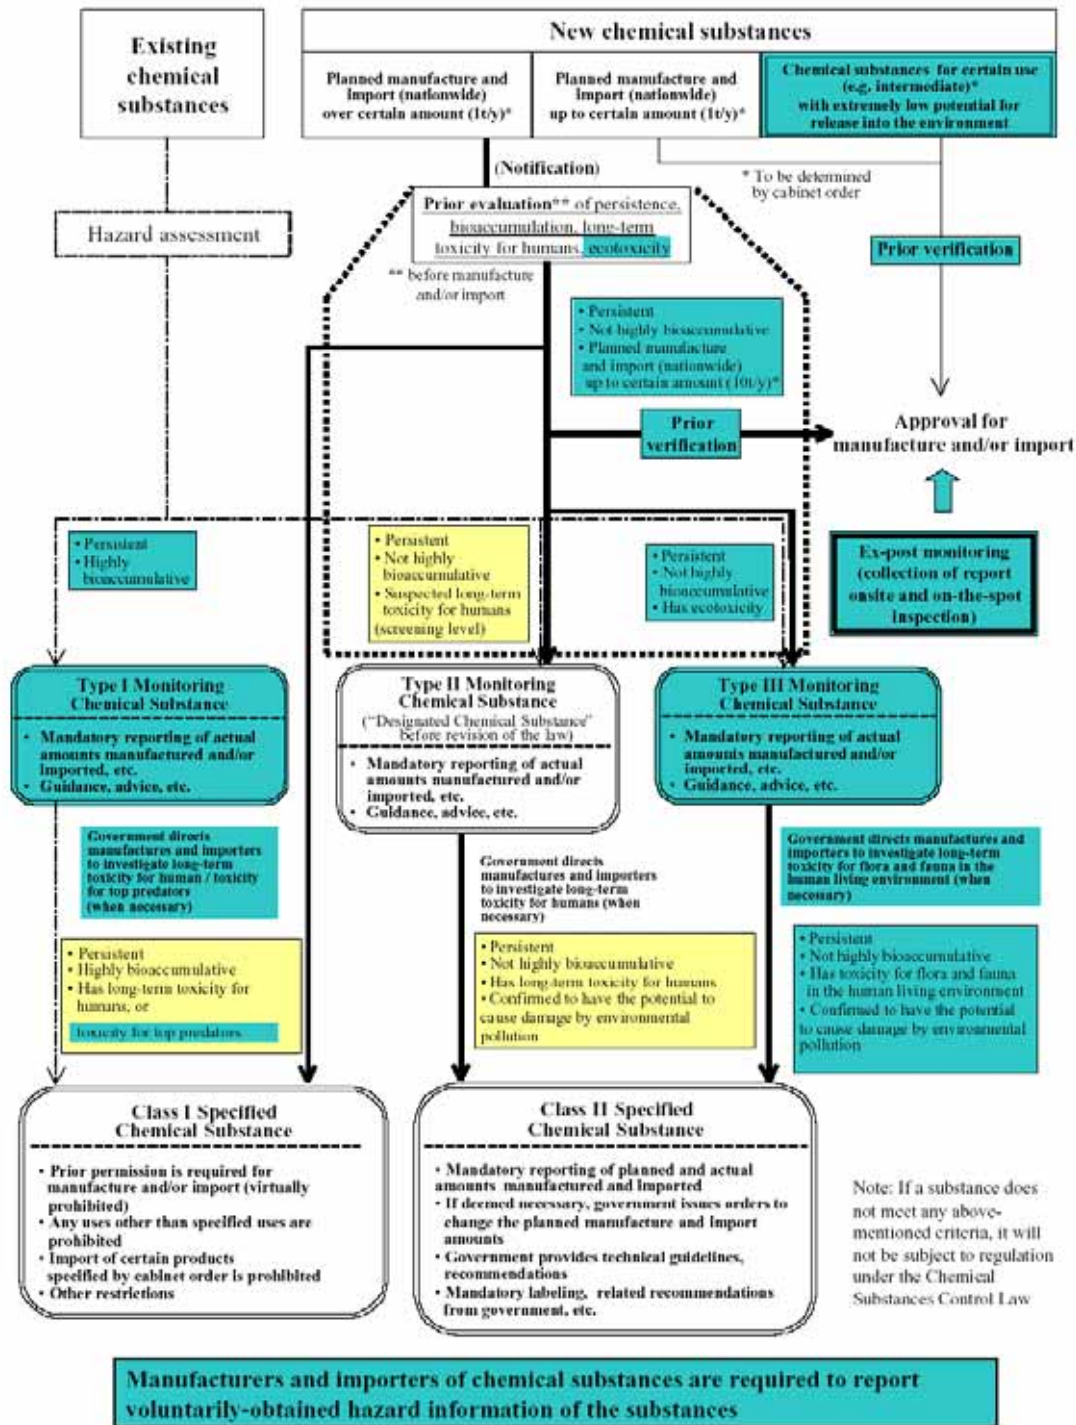 Existing
chemical
substances
New chemical substances
Planned manufacture and
import (nationwide)
over certain amount (1t/y)*
Planned manufacture and
import (nationwide)
up to certain amount (1t/y)*
Chemical substances for certain use
(e.g. intermediate)*
with extremely low potential for
release into the environment
(Notification)
* To be determined
by cabinet order
Hazard assessment
Prior evaluation** of persistence,
bioaccumulation, long-term
toxicity for humans, ecotoxicity
** before manufacture
and/or import
Prior verification
• Persistent
• Not highly bioaccumulative
• Planned manufacture
and import (nationwide)
up to certain amount (10t/y)*
Prior
verification
Approval for
manufacture and/or import
• Persistent
• Highly
bioaccumulative
• Persistent
• Not highly
bioaccumulative
• Suspected long-term
toxicity for humans
(screening level)
• Persistent
• Not highly
bioaccumulative
• Has ecotoxicity
Ex-post monitoring
(collection of report
onsite and on-the-spot
inspection)
Type I Monitoring
Chemical Substance
• Mandatory reporting of actual
amounts manufactured and/or
imported, etc.
• Guidance, advice, etc.
Type II Monitoring
Chemical Substance
("Designated Chemical Substance"
before revision of the law)
• Mandatory reporting of actual
amounts manufactured and/or
imported, etc.
• Guidance, advice, etc.
Type III Monitoring
Chemical Substance
• Mandatory reporting of actual
amounts manufactured and/or
imported, etc.
• Guidance, advice, etc.
Government directs
manufactures and importers
to investigate long-term
toxicity for human / toxicity
for top predators
(when necessary)
Government directs
manufactures and importers
to investigate long-term
toxicity for humans (when
necessary)
Government directs manufactures and
importers to investigate long-term
toxicity for flora and fauna in the
human living environment (when
necessary)
• Persistent
• Highly bioaccumulative
• Has long-term toxicity for
humans, or
toxicity for top predators
• Persistent
• Not highly bioaccumulative
• Has long-term toxicity for humans
• Confirmed to have the potential to
cause damage by environmental
pollution
• Persistent
• Not highly bioaccumulative
• Has toxicity for flora and fauna
in the human living environment
• Confirmed to have the potential
to cause damage by environmental
pollution
Class I Specified
Chemical Substance
• Prior permission is required for
manufacture and/or import (virtually
prohibited)
• Any uses other than specified uses are
prohibited
• Import of certain products
specified by cabinet order is prohibited
• Other restrictions
Class II Specified
Chemical Substance
• Mandatory reporting of planned and actual
amounts manufactured and imported
• If deemed necessary, government issues orders to
change the planned manufacture and import
amounts
• Government provides technical guidelines,
recommendations
• Mandatory labeling, related recommendations
from government, etc.
Note: If a substance does
not meet any above-
mentioned criteria, it will
not be subject to regulation
under the Chemical
Substances Control Law
Manufacturers and importers of chemical substances are required to report
voluntarily-obtained hazard information of the substances